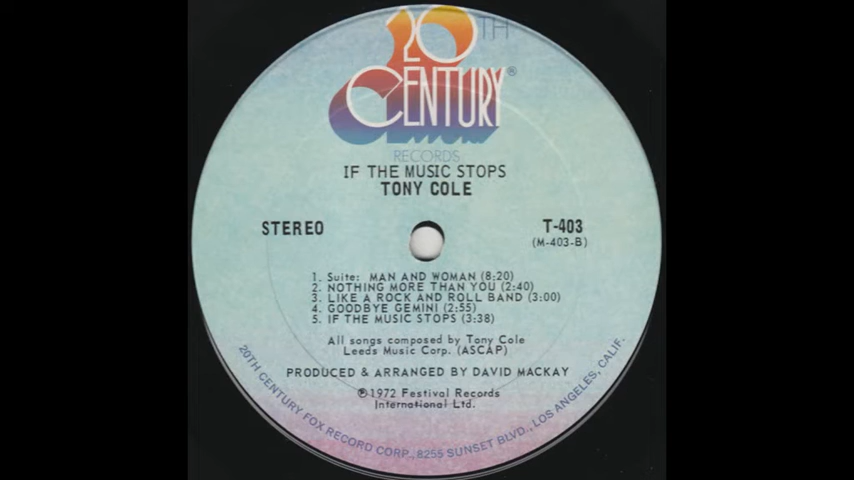 20TH
CENTURY®
RECORDS
IF THE MUSIC STOPS
TONY COLE
STEREO
T-403
(M-403-B)
1. Suite: MAN AND WOMAN (8:20)
2. NOTHING MORE THAN YOU (2:40)
3. LIKE A ROCK AND ROLL BAND (3:00)
4. GOODBYE GEMINI (2:55)
5. IF THE MUSIC STOPS (3:38)
All songs composed by Tony Cole
Leeds Music Corp. (ASCAP)
PRODUCED & ARRANGED BY DAVID MACKAY
℗1972 Festival Records
International Ltd.
20TH CENTURY FOX RECORD CORP., 8255 SUNSET BLVD., LOS ANGELES, CALIF.